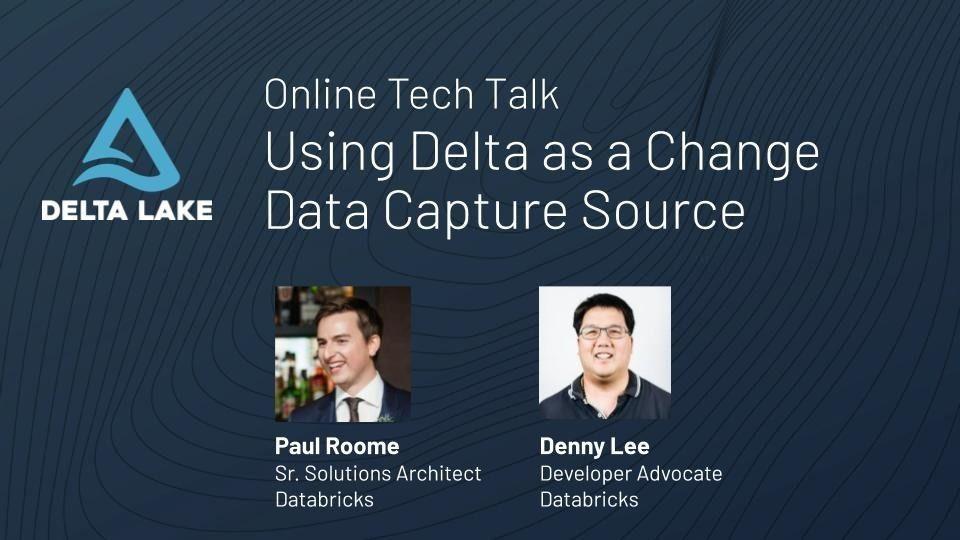 DELTA LAKE
Online Tech Talk
Using Delta as a Change
Data Capture Source
Paul Roome
Sr. Solutions Architect
Databricks
Denny Lee
Developer Advocate
Databricks